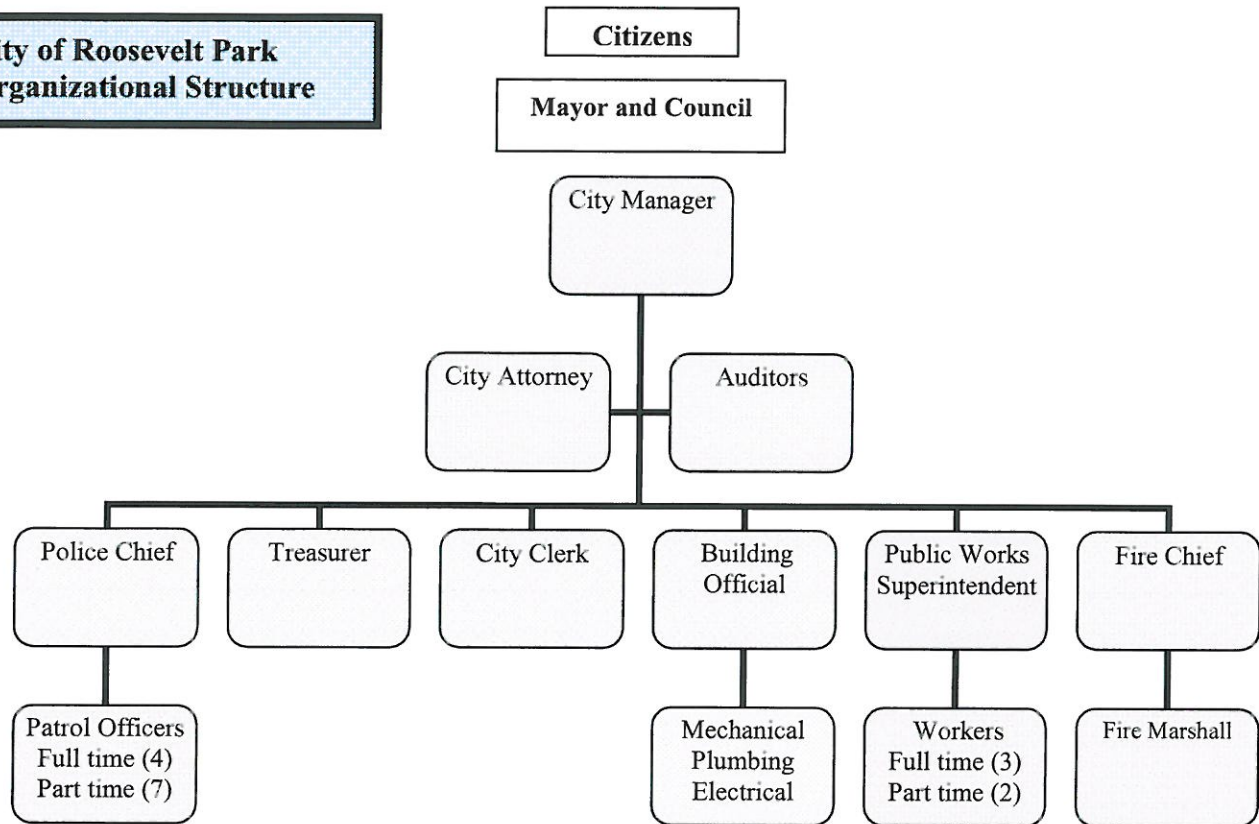 ity of Roosevelt Park
rganizational Structure
Citizens
Mayor and Council
City Manager
City Attorney
Auditors
Police Chief
Treasurer
City Clerk
Building
Official
Public Works
Superintendent
Fire Chief
Patrol Officers
Full time (4)
Part time (7)
Mechanical
Plumbing
Electrical
Workers
Full time (3)
Part time (2)
Fire Marshall